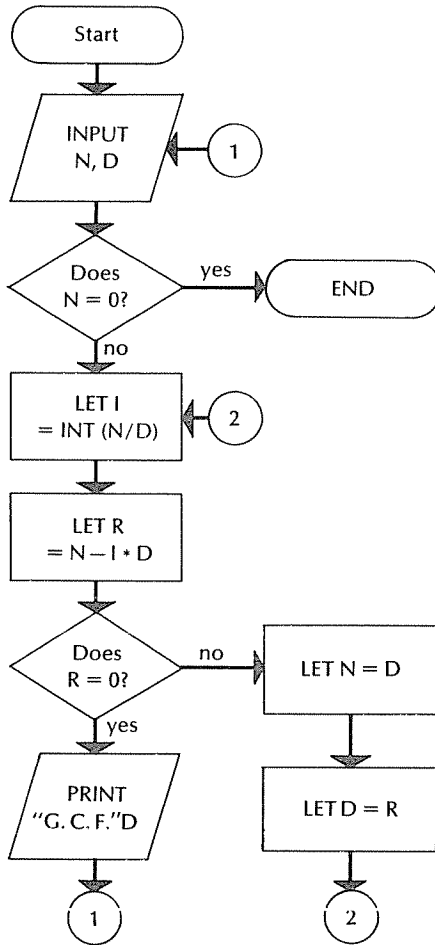 Start
INPUT
N, D
1
Does
N = 0?
yes
END
no
LET I
= INT (N/D)
2
LET R
= N – I * D
Does
R = 0?
no
LET N = D
yes
PRINT
"G. C. F."D
LET D = R
1
2